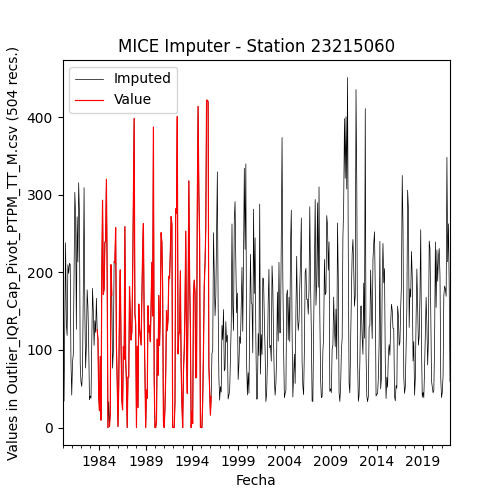 MICE Imputer - Station 23215060
Imputed
Value
Values in Outlier_IQR_Cap_Pivot_PTPM_TT_M.csv (504 recs.)
400
300
200
100
0
1984 1989 1994 1999 2004 2009 2014 2019
Fecha